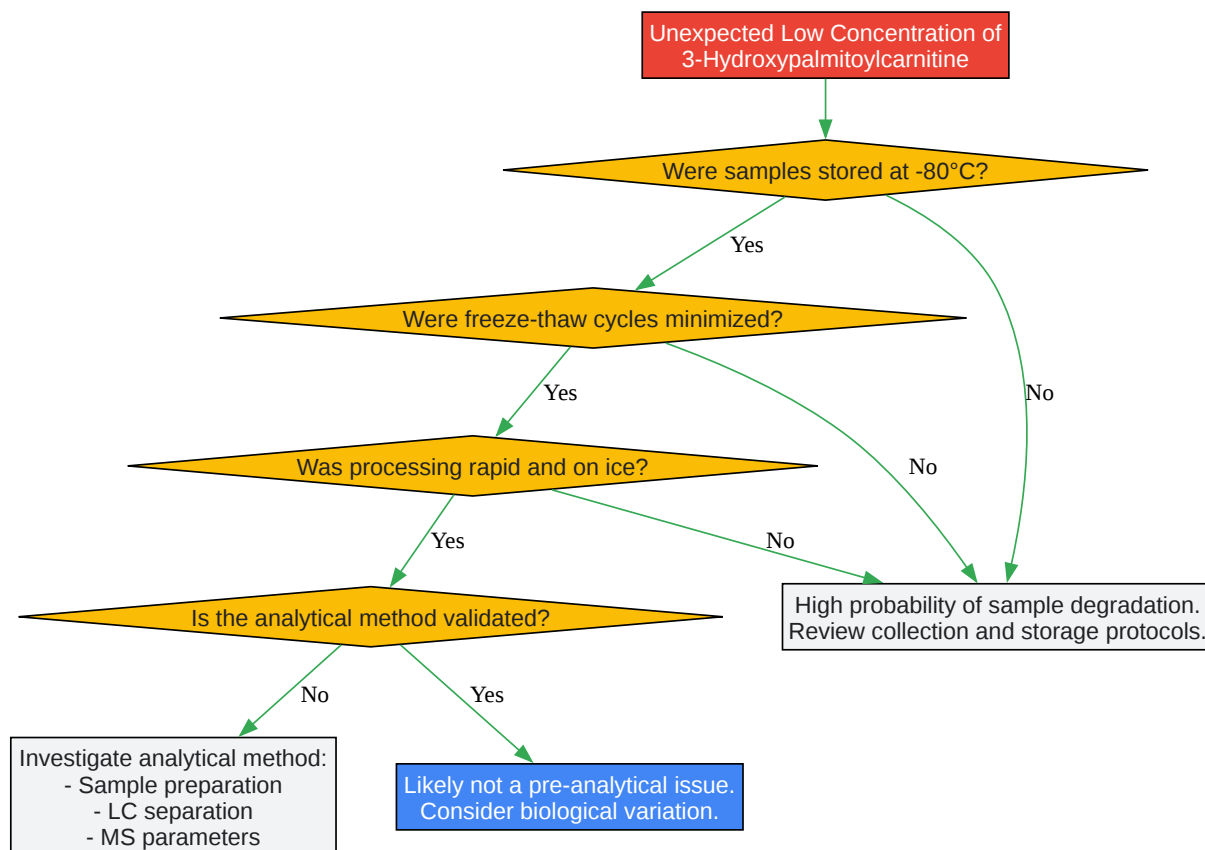 Unexpected Low Concentration of
3-Hydroxypalmitoylcarnitine
Were samples stored at -80°C?
Yes
No
Were freeze-thaw cycles minimized?
Yes
No
Was processing rapid and on ice?
Yes
No
Is the analytical method validated?
High probability of sample degradation.
Review collection and storage protocols.
No
Yes
Investigate analytical method:
- Sample preparation
- LC separation
- MS parameters
Likely not a pre-analytical issue.
Consider biological variation.